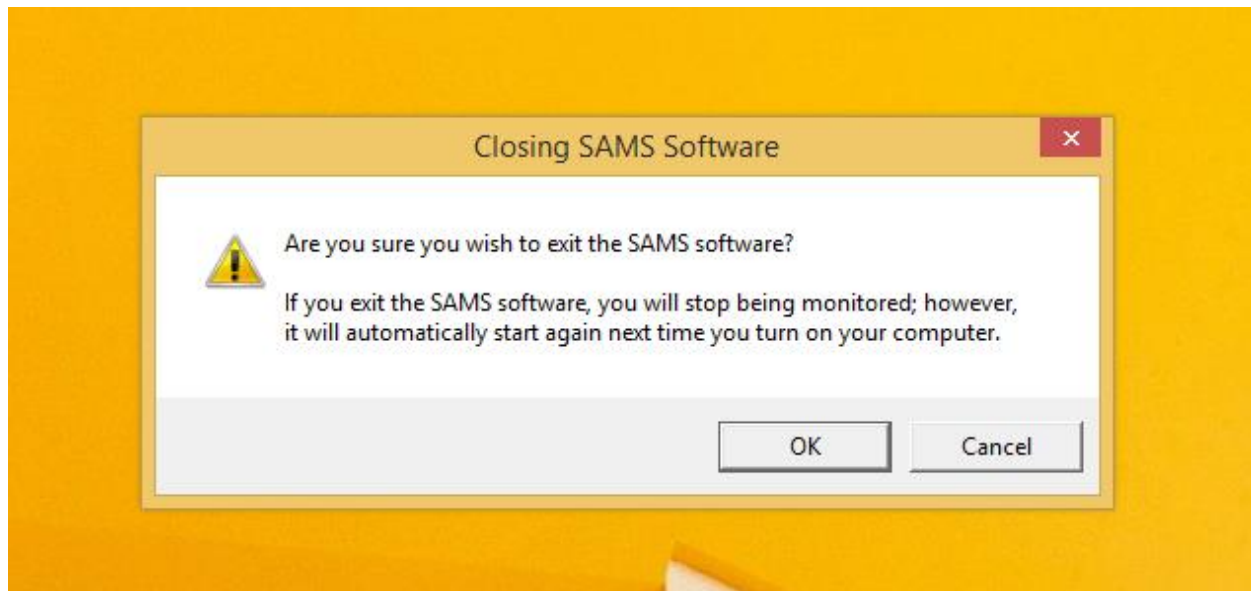 Closing SAMS Software
Are you sure you wish to exit the SAMS software?
If you exit the SAMS software, you will stop being monitored; however,
it will automatically start again next time you turn on your computer.
OK
Cancel